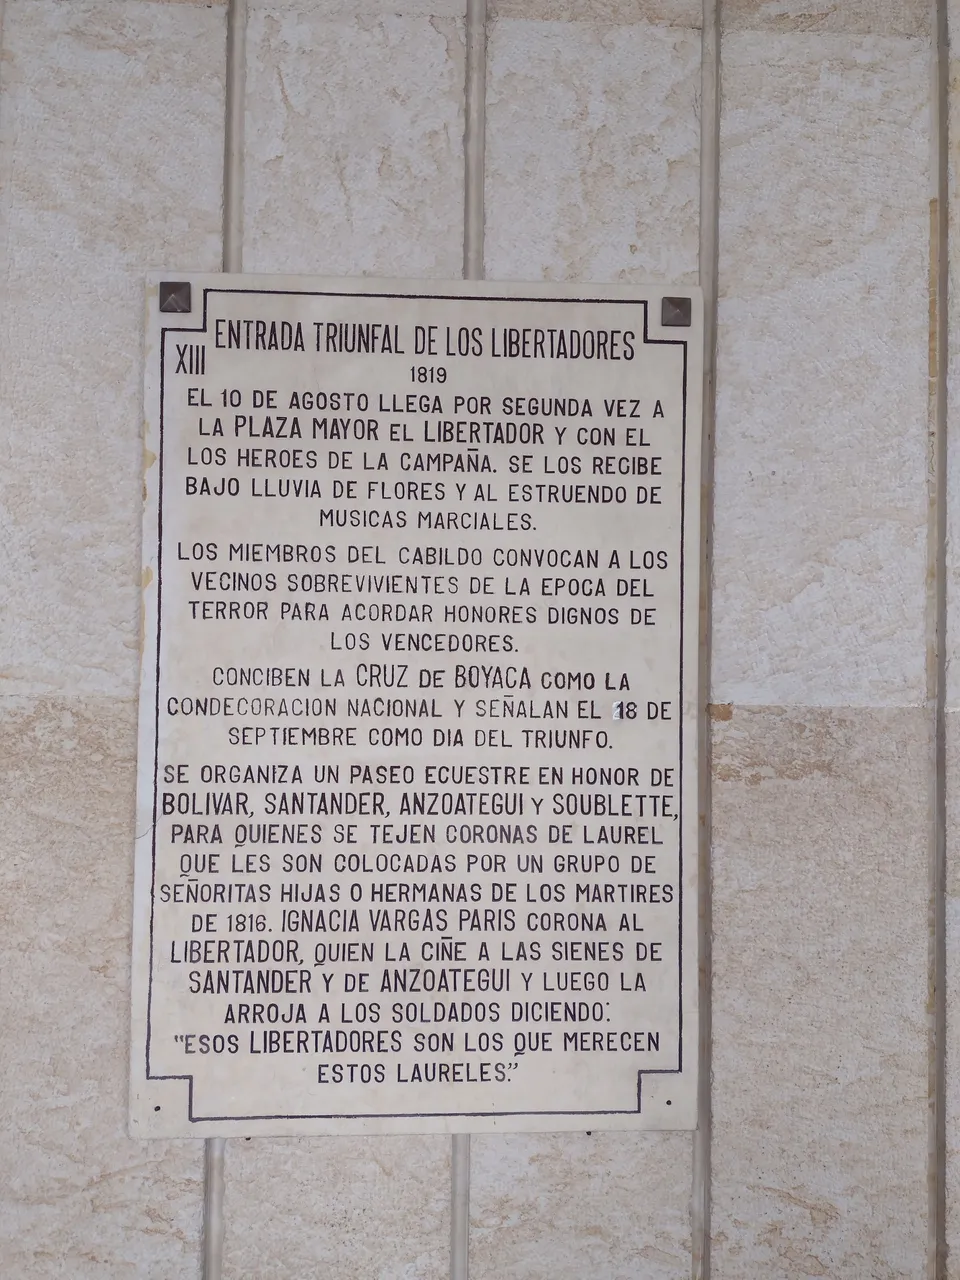 ENTRADA TRIUNFAL DE LOS LIBERTADORES
XIII
1819
EL 10 DE AGOSTO LLEGA POR SEGUNDA VEZ A
LA PLAZA MAYOR EL LIBERTADOR Y CON EL
LOS HEROES DE LA CAMPAÑA. SE LOS RECIBE
BAJO LLUVIA DE FLORES Y AL ESTRUENDO DE
MUSICAS MARCIALES.
LOS MIEMBROS DEL CABILDO CONVOCAN A LOS
VECINOS SOBREVIVIENTES DE LA EPOCA DEL
TERROR PARA ACORDAR HONORES DIGNOS DE
LOS VENCEDORES.
CONCIBEN LA CRUZ DE BOYACA COMO LA
CONDECORACION NACIONAL Y SEÑALAN EL 18 DE
SEPTIEMBRE COMO DIA DEL TRIUNFO.
SE ORGANIZA UN PASEO ECUESTRE EN HONOR DE
BOLIVAR, SANTANDER, ANZOATEGUI Y SOUBLETTE,
PARA QUIENES SE TEJEN CORONAS DE LAUREL
QUE LES SON COLOCADAS POR UN GRUPO DE
SEÑORITAS HIJAS O HERMANAS DE LOS MARTIRES
DE 1816. IGNACIA VARGAS PARIS CORONA AL
LIBERTADOR, QUIEN LA CIÑE A LAS SIENES DE
SANTANDER Y DE ANZOATEGUI Y LUEGO LA
ARROJA A LOS SOLDADOS DICIENDO:
"ESOS LIBERTADORES SON LOS QUE MERECEN
ESTOS LAURELES."